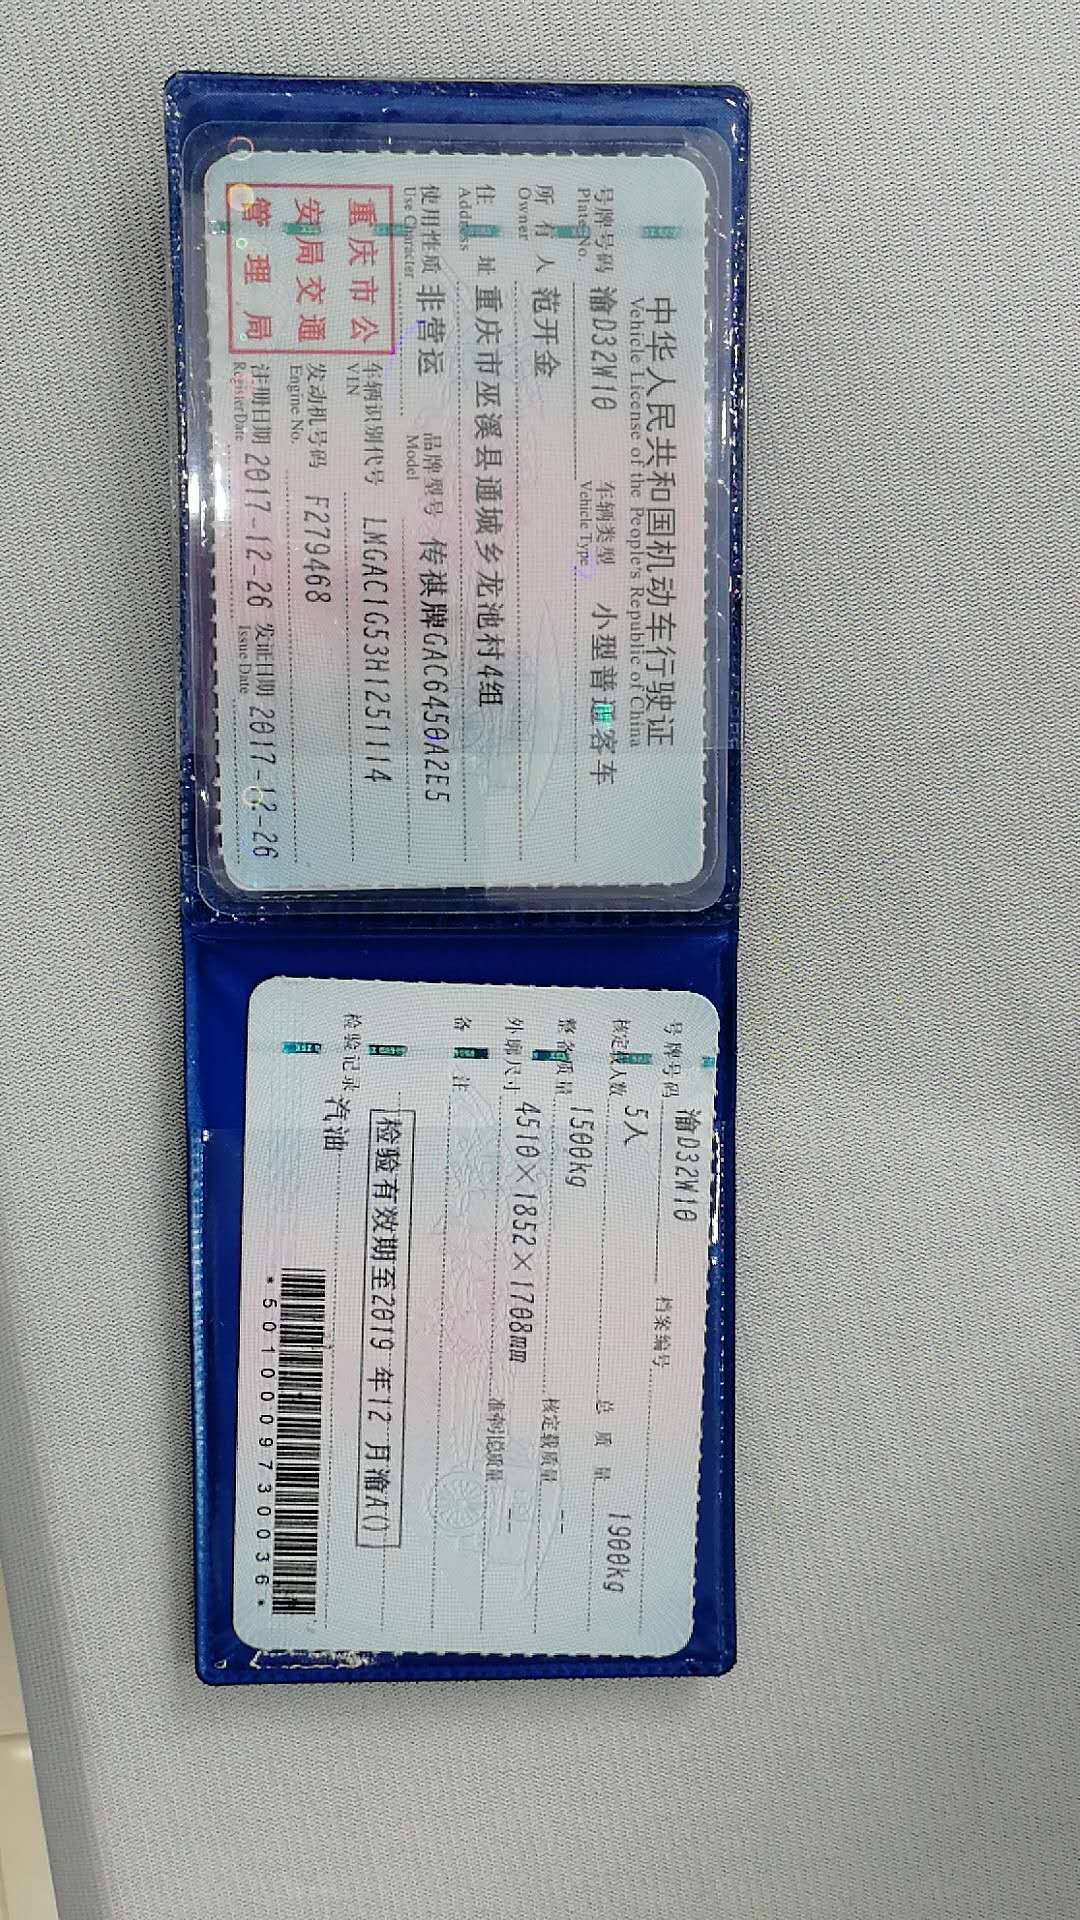 中华人民共和国机动车行驶证
Vehicle License of the People's Republic of China
号牌号码 渝D32W10 车辆类型 小型普通客车
Plate No. Vehicle Type
所有人 范开金
Owner
住址 重庆市巫溪县通城乡龙池村4组
Address
使用性质 非营运 品牌型号 传祺牌GAC6450A2E5
Use Character Model
重庆市公
安局交通
管理局
车辆识别代号 LMGAC1G53H1251114
VIN
发动机号码 F279468
Engine No.
注册日期 2017-12-26 发证日期 2017-12-26
Register Date Issue Date
号牌号码 渝D32W10 档案编号
核定载人数 5人 总质量 1900kg
整备质量 1500kg 核定载质量 --
外廓尺寸 4510×1852×1708mm 准牵引总质量 --
备注
检验有效期至2019年12月渝A()
检验记录 汽油
*5010009730036*